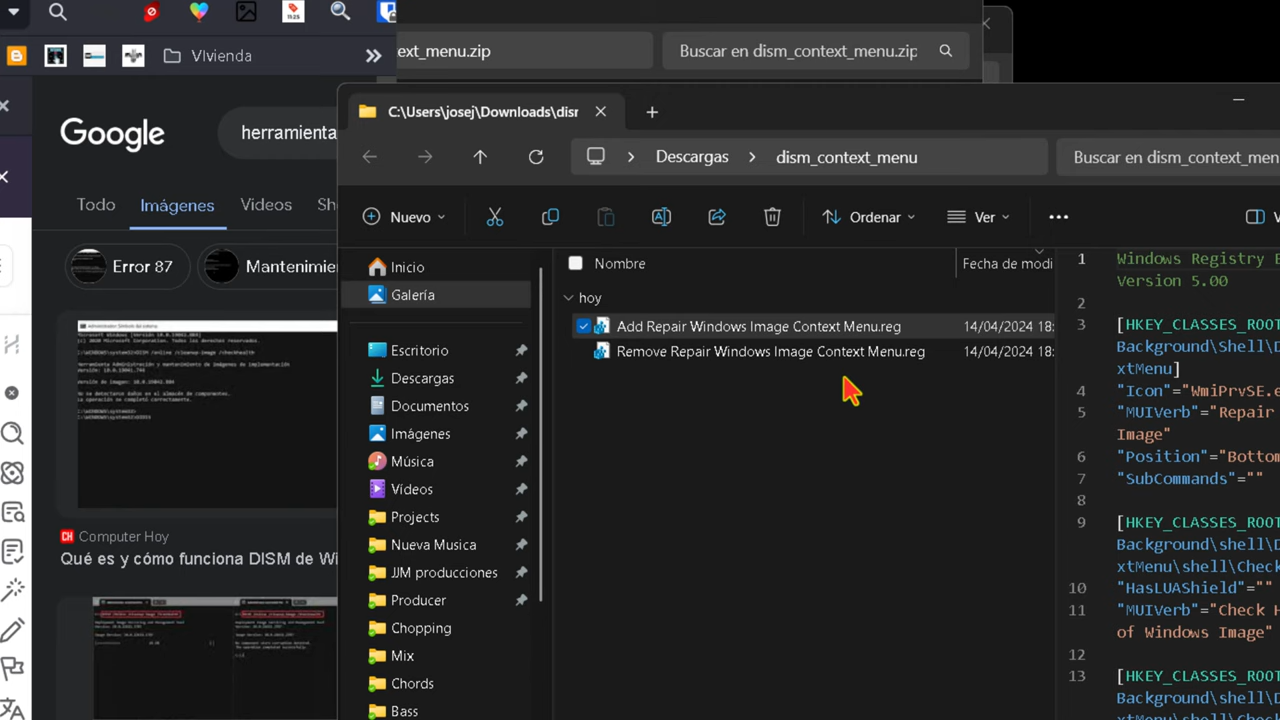 11:25
VIvienda
ext_menu.zip
Buscar en dism_context_menu.zip
Google
herramienta
Todo
Imágenes
Videos
Sh
Error 87
Mantenimie
Computer Hoy
Qué es y cómo funciona DISM de Wi
C:\Users\josej\Downloads\disn
Descargas
dism_context_menu
Buscar en dism_context_men
Nuevo
Ordenar
Ver
V
Inicio
Galería
Escritorio
Descargas
Documentos
Imágenes
Música
Vídeos
Projects
Nueva Musica
JJM producciones
Producer
Chopping
Mix
Chords
Bass
Nombre
Fecha de modi
hoy
Add Repair Windows Image Context Menu.reg
14/04/2024 18:
Remove Repair Windows Image Context Menu.reg
14/04/2024 18:
1 Windows Registry E
Version 5.00
2
3 [HKEY_CLASSES_ROOT
Background\Shell\D
xtMenu]
4 "Icon"="WmiPrvSE.e
5 "MUIVerb"="Repair
Image"
6 "Position"="Bottom
7 "SubCommands"=""
8
9 [HKEY_CLASSES_ROOT
Background\shell\D
xtMenu\shell\Check
10 "HasLUAShield"=""
11 "MUIVerb"="Check
Windows Image"
12
13 [HKEY_CLASSES_ROOT
Background\shell\D
xtMenu\shell\check